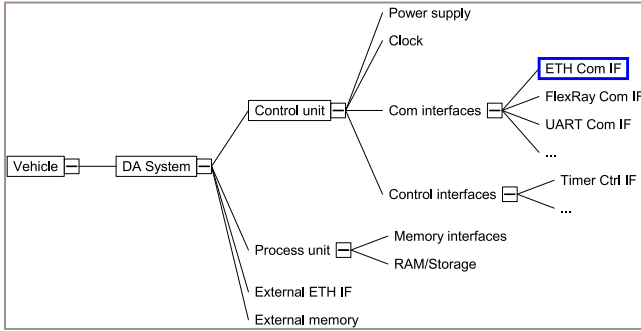 Power supply
Clock
ETH Com IF
Control unit
Com interfaces
FlexRay Com IF
UART Com IF
...
Vehicle
DA System
Control interfaces
Timer Ctrl IF
...
Process unit
Memory interfaces
RAM/Storage
External ETH IF
External memory